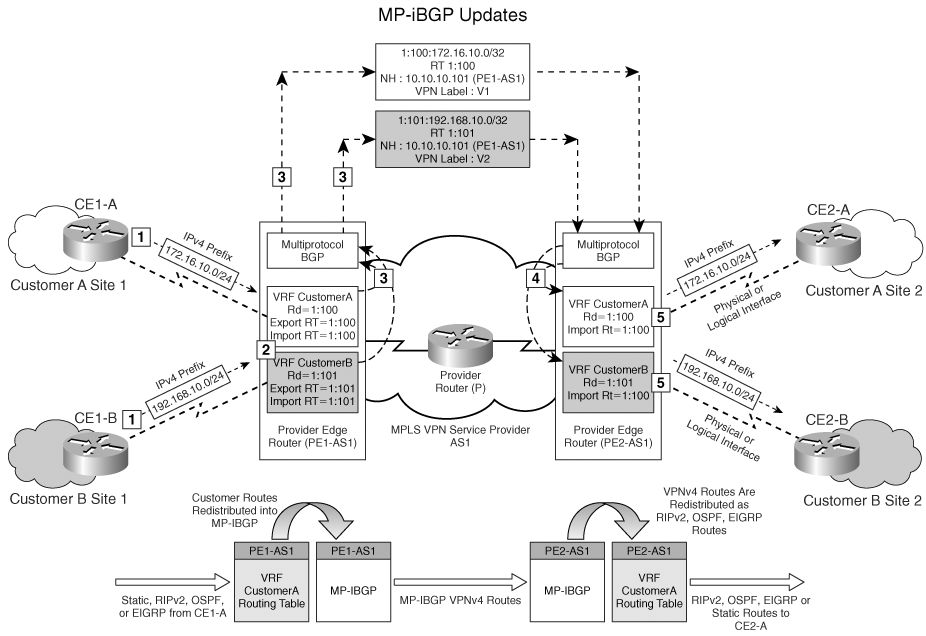 MP-iBGP Updates
1:100:172.16.10.0/32
RT 1:100
NH : 10.10.10.101 (PE1-AS1)
VPN Label : V1
1:101:192.168.10.0/32
RT 1:101
NH : 10.10.10.101 (PE1-AS1)
VPN Label : V2
3
3
CE1-A
1
IPv4 Prefix
172.16.10.0/24
Customer A Site 1
Multiprotocol
BGP
3
VRF CustomerA
Rd=1:100
Export RT=1:100
Import RT=1:100
2
VRF CustomerB
Rd=1:101
Export RT=1:101
Import RT=1:101
Provider Edge
Router (PE1-AS1)
IPv4 Prefix
192.168.10.0/24
CE1-B
1
Customer B Site 1
Provider
Router (P)
MPLS VPN Service Provider
AS1
Multiprotocol
BGP
4
VRF CustomerA
Rd=1:100
Import Rt=1:100
5
VRF CustomerB
Rd=1:101
Import Rt=1:100
5
Provider Edge
Router (PE2-AS1)
CE2-A
IPv4 Prefix
172.16.10.0/24
Physical or
Logical Interface
Customer A Site 2
IPv4 Prefix
192.168.10.0/24
Physical or
Logical Interface
CE2-B
Customer B Site 2
Customer Routes
Redistributed into
MP-IBGP
PE1-AS1
VRF
CustomerA
Routing Table
PE1-AS1
MP-IBGP
Static, RIPv2, OSPF,
or EIGRP from CE1-A
MP-IBGP VPNv4 Routes
VPNv4 Routes Are
Redistributed as
RIPv2, OSPF, EIGRP
Routes
PE2-AS1
MP-IBGP
PE2-AS1
VRF
CustomerA
Routing Table
RIPv2, OSPF, EIGRP or
Static Routes to
CE2-A